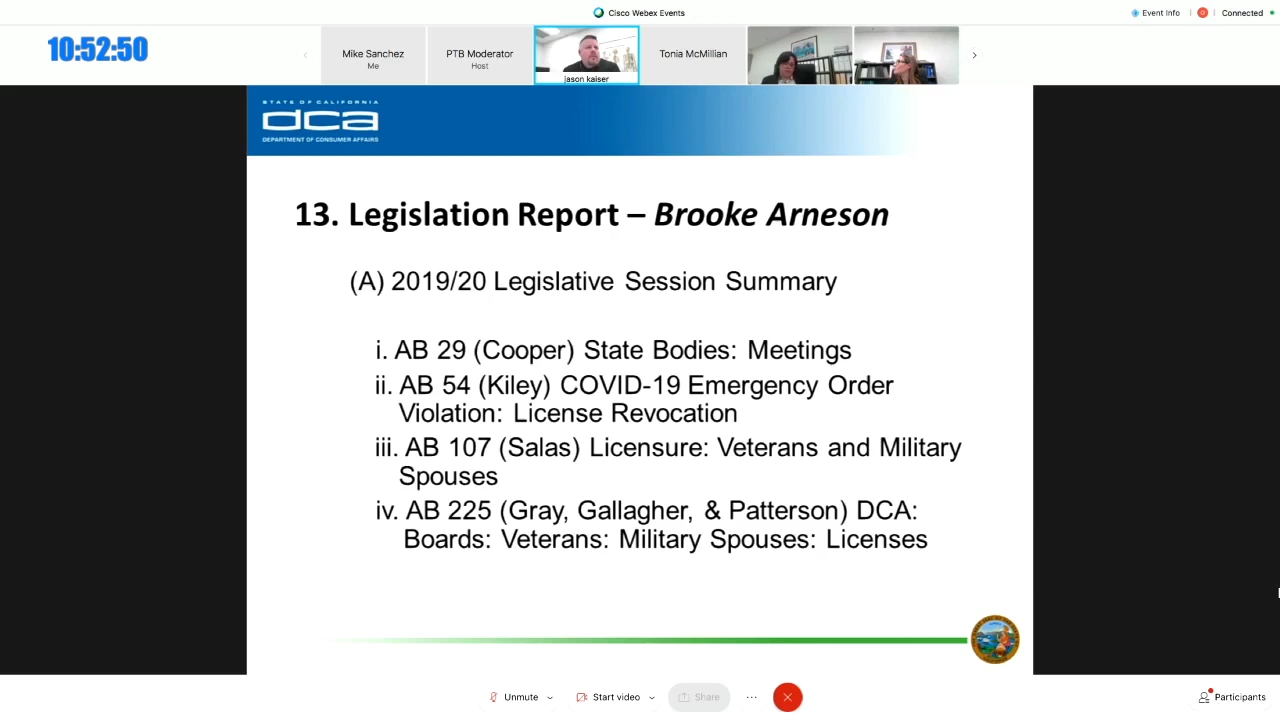 Cisco Webex Events
Event Info
Connected
10:52:50
Mike Sanchez
Me
PTB Moderator
Host
jason kaiser
Tonia McMillian
STATE OF CALIFORNIA
dca
DEPARTMENT OF CONSUMER AFFAIRS
13. Legislation Report – Brooke Arneson
(A) 2019/20 Legislative Session Summary
i. AB 29 (Cooper) State Bodies: Meetings
ii. AB 54 (Kiley) COVID-19 Emergency Order
Violation: License Revocation
iii. AB 107 (Salas) Licensure: Veterans and Military
Spouses
iv. AB 225 (Gray, Gallagher, & Patterson) DCA:
Boards: Veterans: Military Spouses: Licenses
Unmute
Start video
Share
Participants